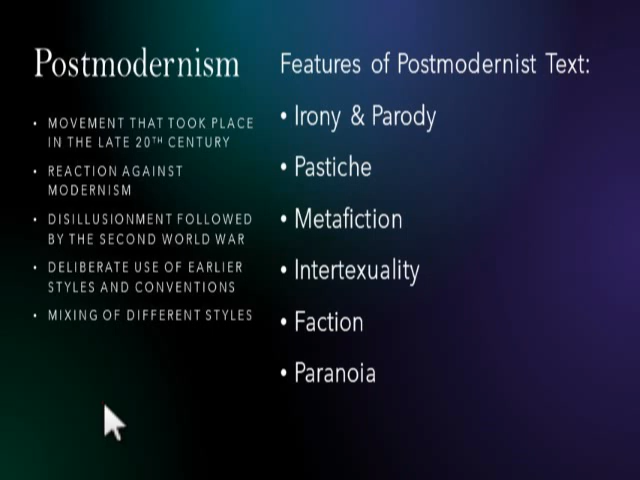 Postmodernism
• MOVEMENT THAT TOOK PLACE
IN THE LATE 20TH CENTURY
• REACTION AGAINST
MODERNISM
• DISILLUSIONMENT FOLLOWED
BY THE SECOND WORLD WAR
• DELIBERATE USE OF EARLIER
STYLES AND CONVENTIONS
• MIXING OF DIFFERENT STYLES
Features of Postmodernist Text:
• Irony & Parody
• Pastiche
• Metafiction
• Intertexuality
• Faction
• Paranoia